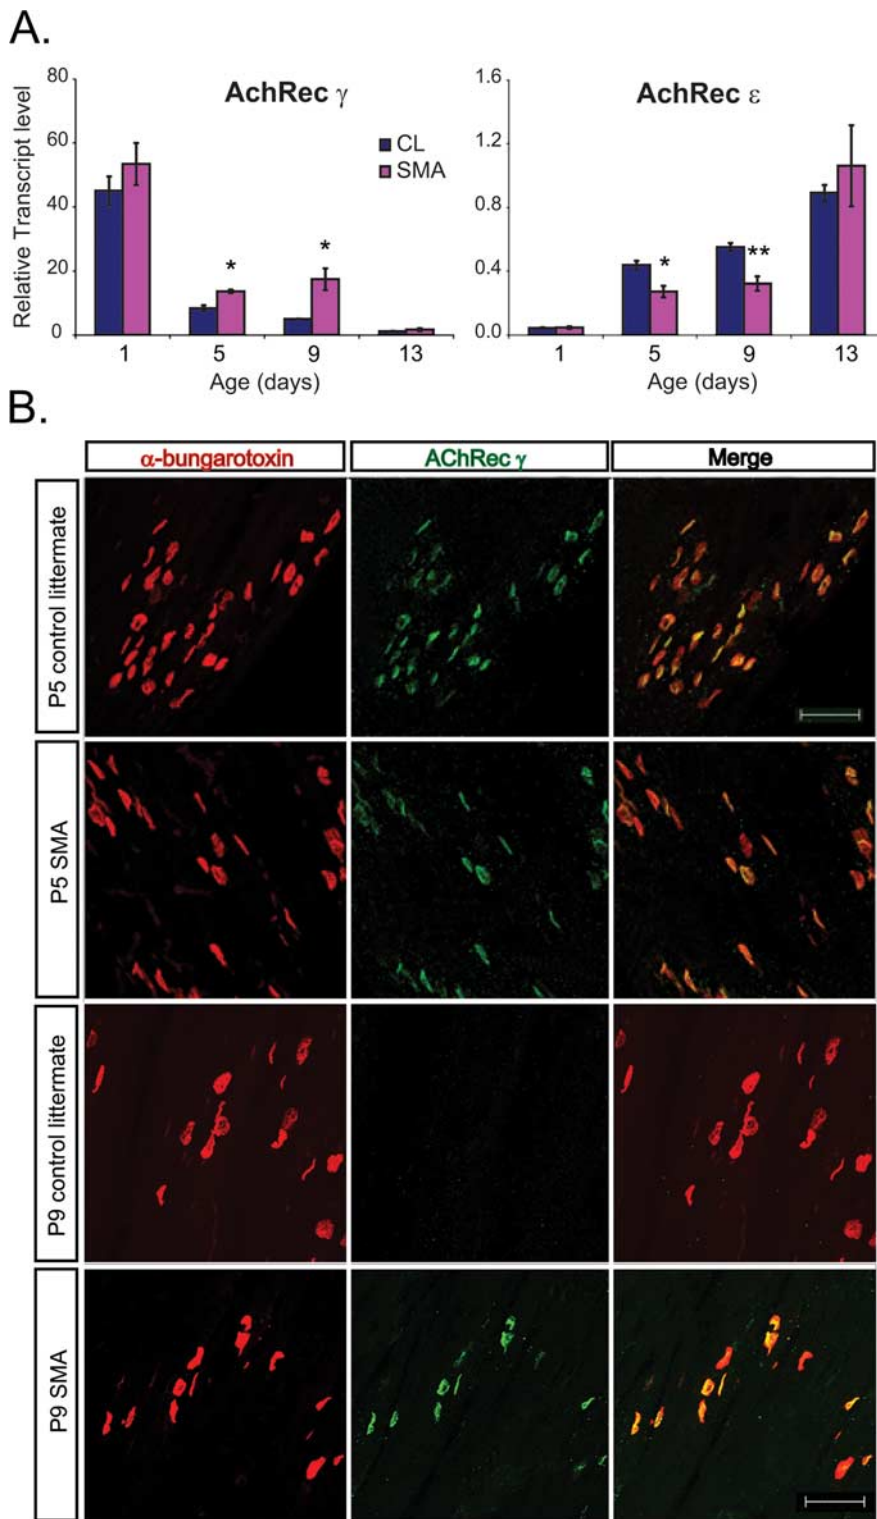 A.
AchRec γ
AchRec ε
Relative Transcript level
80
60
40
20
0
CL
SMA
*
*
1
5
9
13
Age (days)
1.6
1.2
0.8
0.4
0.0
*
**
1
5
9
13
Age (days)
B.
α-bungarotoxin
AChRec γ
Merge
P5 control littermate
P5 SMA
P9 control littermate
P9 SMA